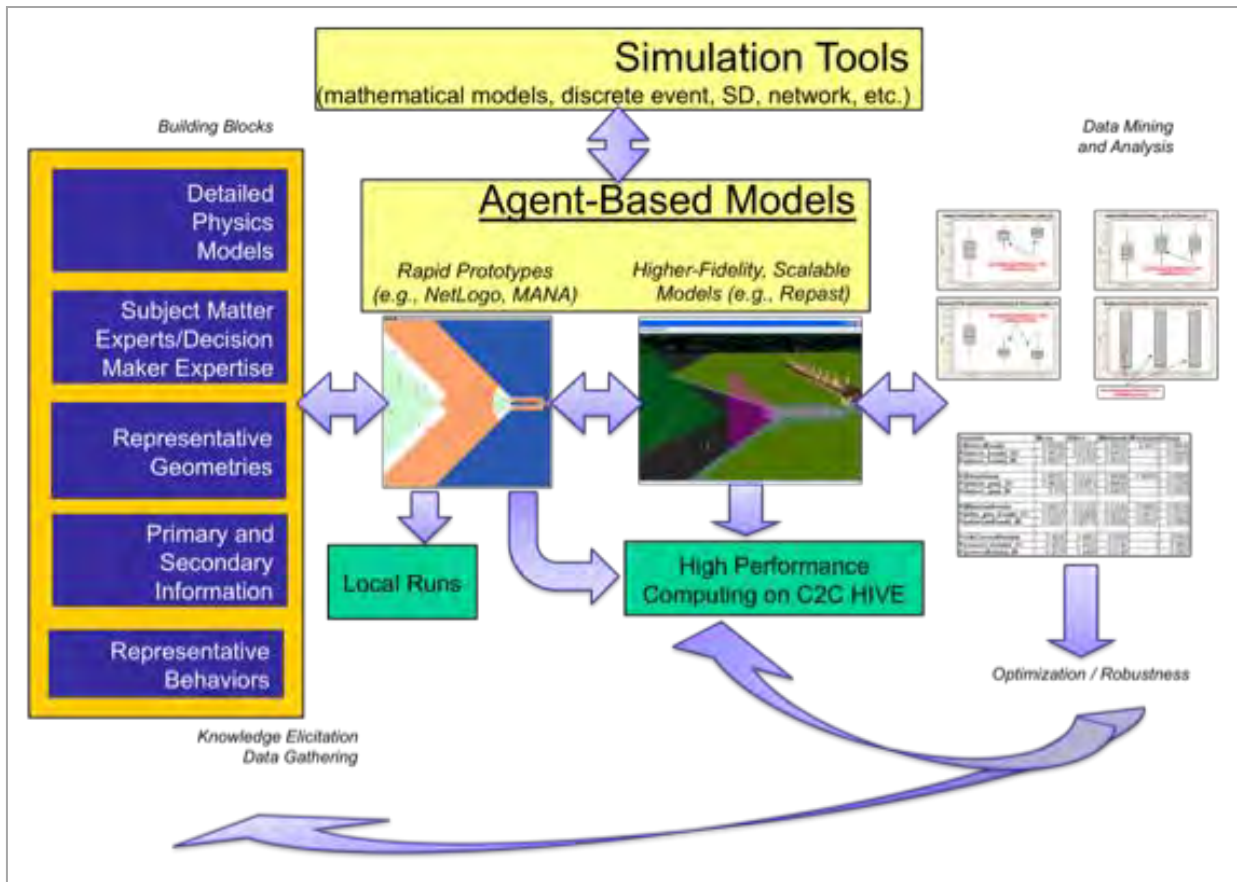 Simulation Tools
(mathematical models, discrete event, SD, network, etc.)
Building Blocks
Data Mining
and Analysis
Detailed
Physics
Models
Subject Matter
Experts/Decision
Maker Expertise
Representative
Geometries
Primary and
Secondary
Information
Representative
Behaviors
Knowledge Elicitation
Data Gathering
Agent-Based Models
Rapid Prototypes
(e.g., NetLogo, MANA)
Higher-Fidelity, Scalable
Models (e.g., Repast)
Local Runs
High Performance
Computing on C2C HIVE
Optimization / Robustness